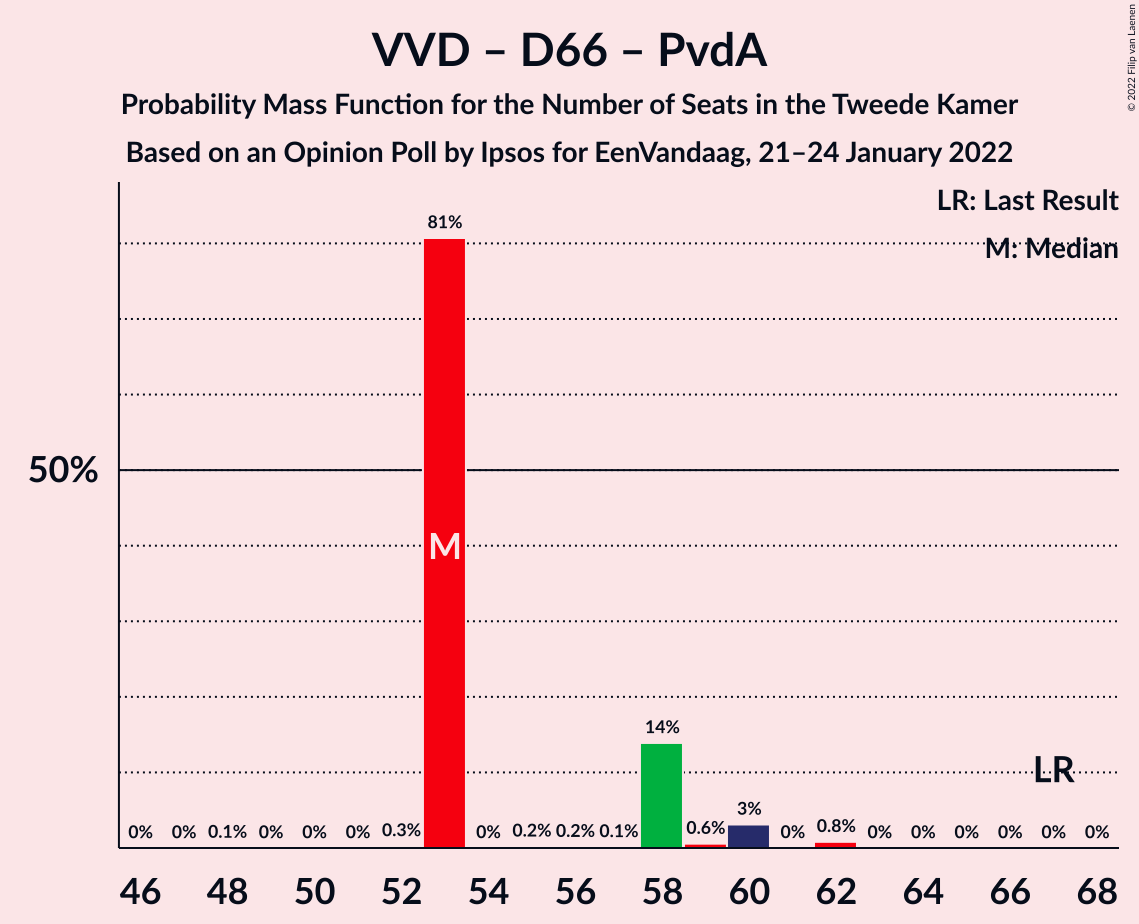 VVD – D66 – PvdA
Probability Mass Function for the Number of Seats in the Tweede Kamer
Based on an Opinion Poll by Ipsos for EenVandaag, 21–24 January 2022
© 2022 Filip van Laenen
LR: Last Result
M: Median
81%
50%
M
14%
LR
0% 0% 0.1% 0% 0% 0% 0.3% 0% 0.2% 0.2% 0.1% 0.6% 3% 0% 0.8% 0% 0% 0% 0% 0% 0%
46 48 50 52 54 56 58 60 62 64 66 68